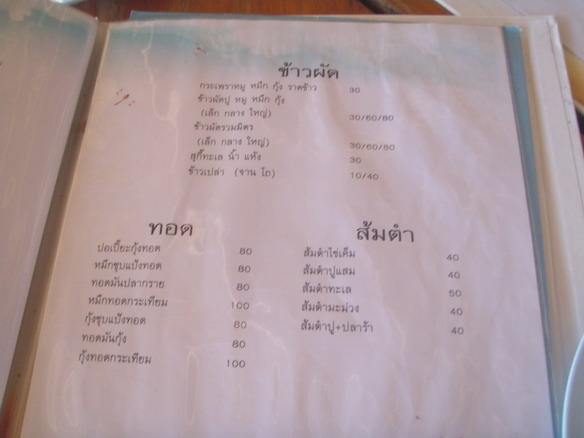 ข้าวผัด
กระเพราหมู หมึก กุ้ง ราดข้าว 30
ข้าวผัดปู หมู หมึก กุ้ง
(เล็ก กลาง ใหญ่) 30/60/80
ข้าวผัดรวมมิตร
(เล็ก กลาง ใหญ่) 30/60/80
สุกี้ทะเล น้ำ แห้ง 30
ข้าวเปล่า (จาน โถ) 10/40
ทอด
ปอเปี๊ยะกุ้งทอด 80
หมึกชุบแป้งทอด 80
ทอดมันปลากราย 80
หมึกทอดกระเทียม 100
กุ้งชุบแป้งทอด 80
ทอดมันกุ้ง 80
กุ้งทอดกระเทียม 100
ส้มตำ
ส้มตำไข่เค็ม 40
ส้มตำปูแสม 40
ส้มตำทะเล 50
ส้มตำมะม่วง 40
ส้มตำปู+ปลาร้า 40